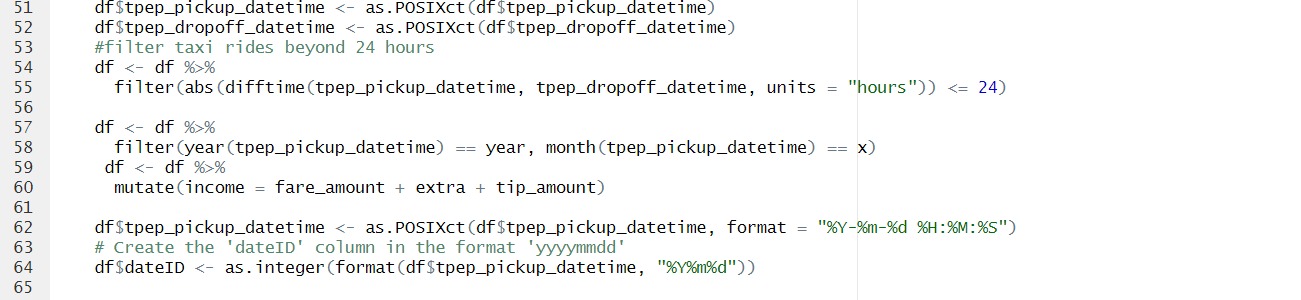 51 df$tpep_pickup_datetime <- as.POSIXct(df$tpep_pickup_datetime)
52 df$tpep_dropoff_datetime <- as.POSIXct(df$tpep_dropoff_datetime)
53 #filter taxi rides beyond 24 hours
54 df <- df %>%
55 filter(abs(difftime(tpep_pickup_datetime, tpep_dropoff_datetime, units = "hours")) <= 24)
56
57 df <- df %>%
58 filter(year(tpep_pickup_datetime) == year, month(tpep_pickup_datetime) == x)
59 df <- df %>%
60 mutate(income = fare_amount + extra + tip_amount)
61
62 df$tpep_pickup_datetime <- as.POSIXct(df$tpep_pickup_datetime, format = "%Y-%m-%d %H:%M:%S")
63 # Create the 'dateID' column in the format 'yyyymmdd'
64 df$dateID <- as.integer(format(df$tpep_pickup_datetime, "%Y%m%d"))
65